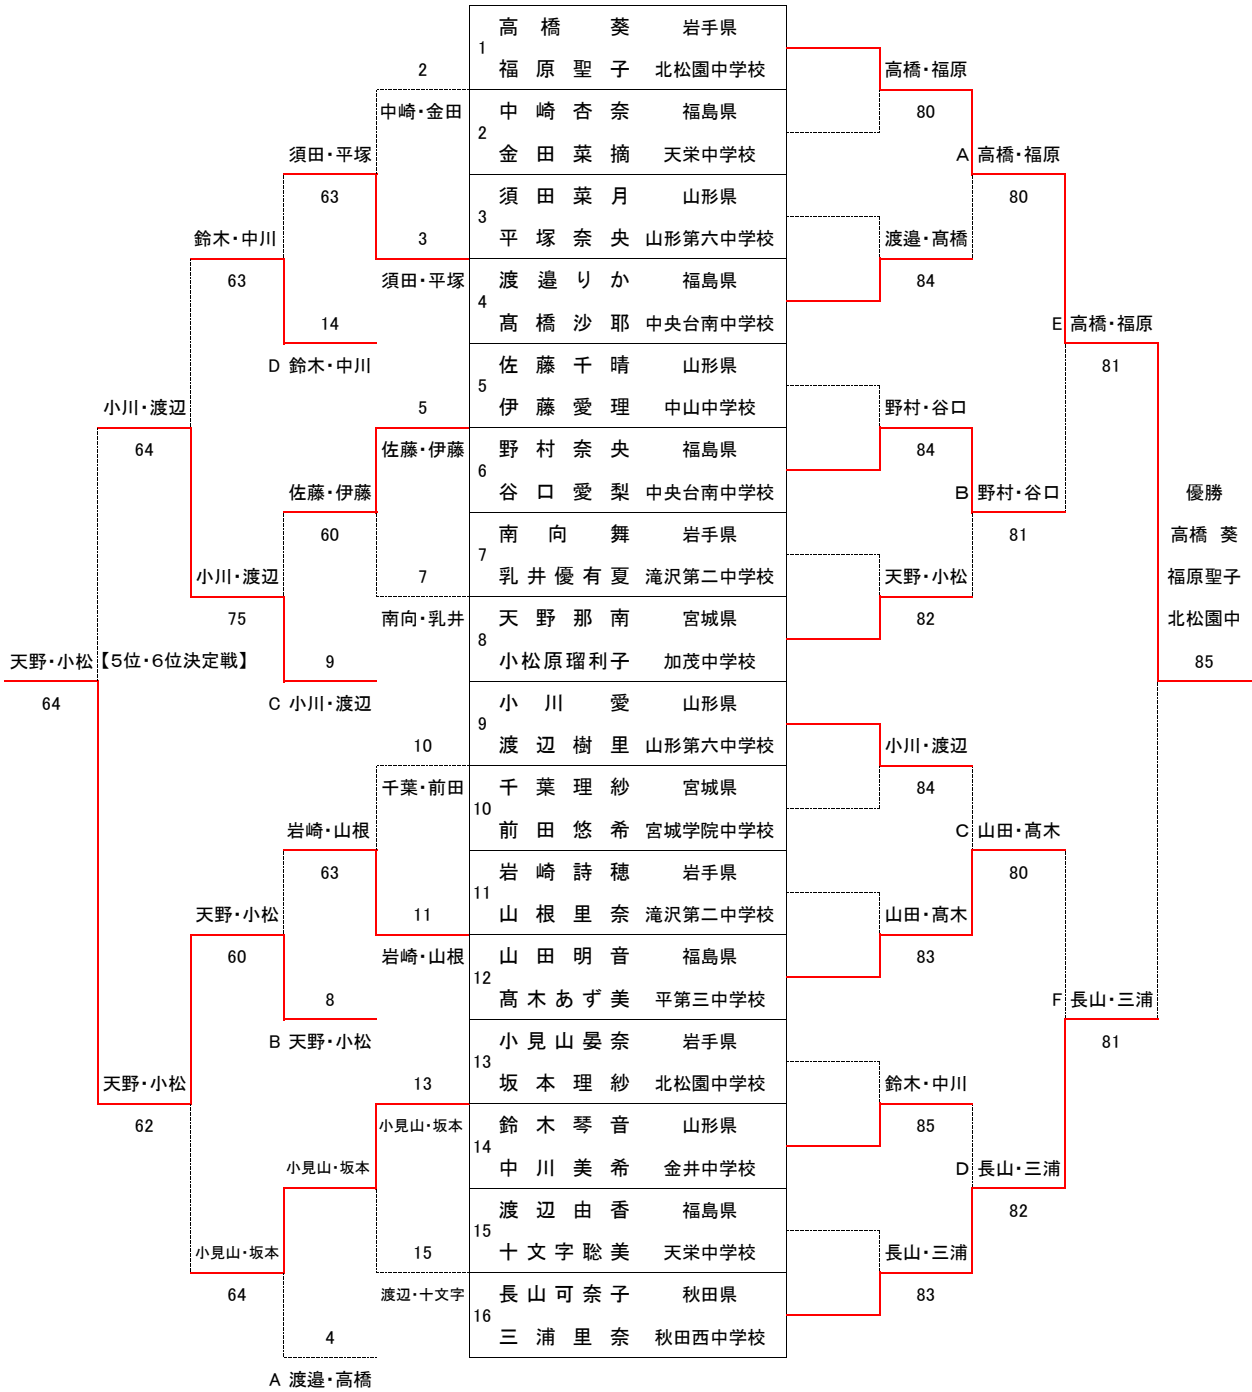 高橋 葵 岩手県
1
福原聖子 北松園中学校
中崎杏奈 福島県
2
金田菜摘 天栄中学校
須田菜月 山形県
3
平塚奈央 山形第六中学校
渡邉りか 福島県
4
髙橋沙耶 中央台南中学校
佐藤千晴 山形県
5
伊藤愛理 中山中学校
野村奈央 福島県
6
谷口愛梨 中央台南中学校
南向 舞 岩手県
7
乳井優有夏 滝沢第二中学校
天野那南 宮城県
8
小松原瑠利子 加茂中学校
小川 愛 山形県
9
渡辺樹里 山形第六中学校
千葉理紗 宮城県
10
前田悠希 宮城学院中学校
岩崎詩穂 岩手県
11
山根里奈 滝沢第二中学校
山田明音 福島県
12
髙木あず美 平第三中学校
小見山晏奈 岩手県
13
坂本理紗 北松園中学校
鈴木琴音 山形県
14
中川美希 金井中学校
渡辺由香 福島県
15
十文字聡美 天栄中学校
長山可奈子 秋田県
16
三浦里奈 秋田西中学校
高橋・福原
80
渡邉・髙橋
84
野村・谷口
84
天野・小松
82
小川・渡辺
84
山田・髙木
83
鈴木・中川
85
長山・三浦
83
A 高橋・福原
80
B 野村・谷口
81
C 山田・髙木
80
D 長山・三浦
82
E 高橋・福原
81
F 長山・三浦
81
優勝
高橋 葵
福原聖子
北松園中
85
2
中崎・金田
3
須田・平塚
5
佐藤・伊藤
7
南向・乳井
10
千葉・前田
11
岩崎・山根
13
小見山・坂本
15
渡辺・十文字
須田・平塚
63
14
D 鈴木・中川
佐藤・伊藤
60
9
C 小川・渡辺
岩崎・山根
63
8
B 天野・小松
小見山・坂本
4
A 渡邉・高橋
鈴木・中川
63
小川・渡辺
75
天野・小松
60
小見山・坂本
64
小川・渡辺
64
天野・小松
62
天野・小松【5位・6位決定戦】
64